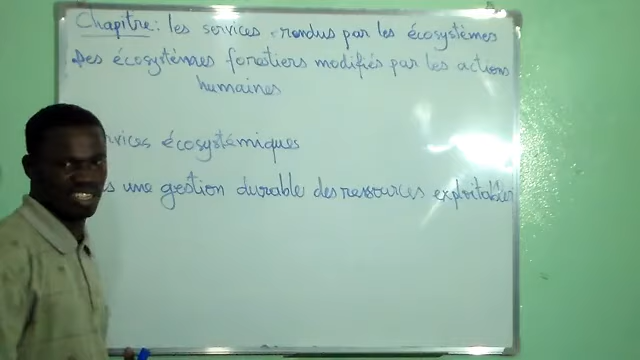 Chapitre: les services rendus par les écosystèmes
Des écosystèmes forestiers modifiés par les actions
humaines
rvices écosystémiques
s une gestion durable des ressources exploitables